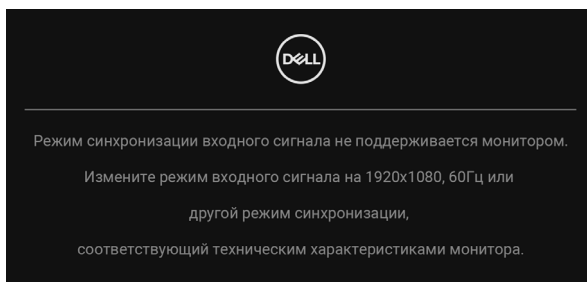 DELL
Режим синхронизации входного сигнала не поддерживается монитором.
Измените режим входного сигнала на 1920x1080, 60Гц или
другой режим синхронизации,
соответствующий техническим характеристиками монитора.